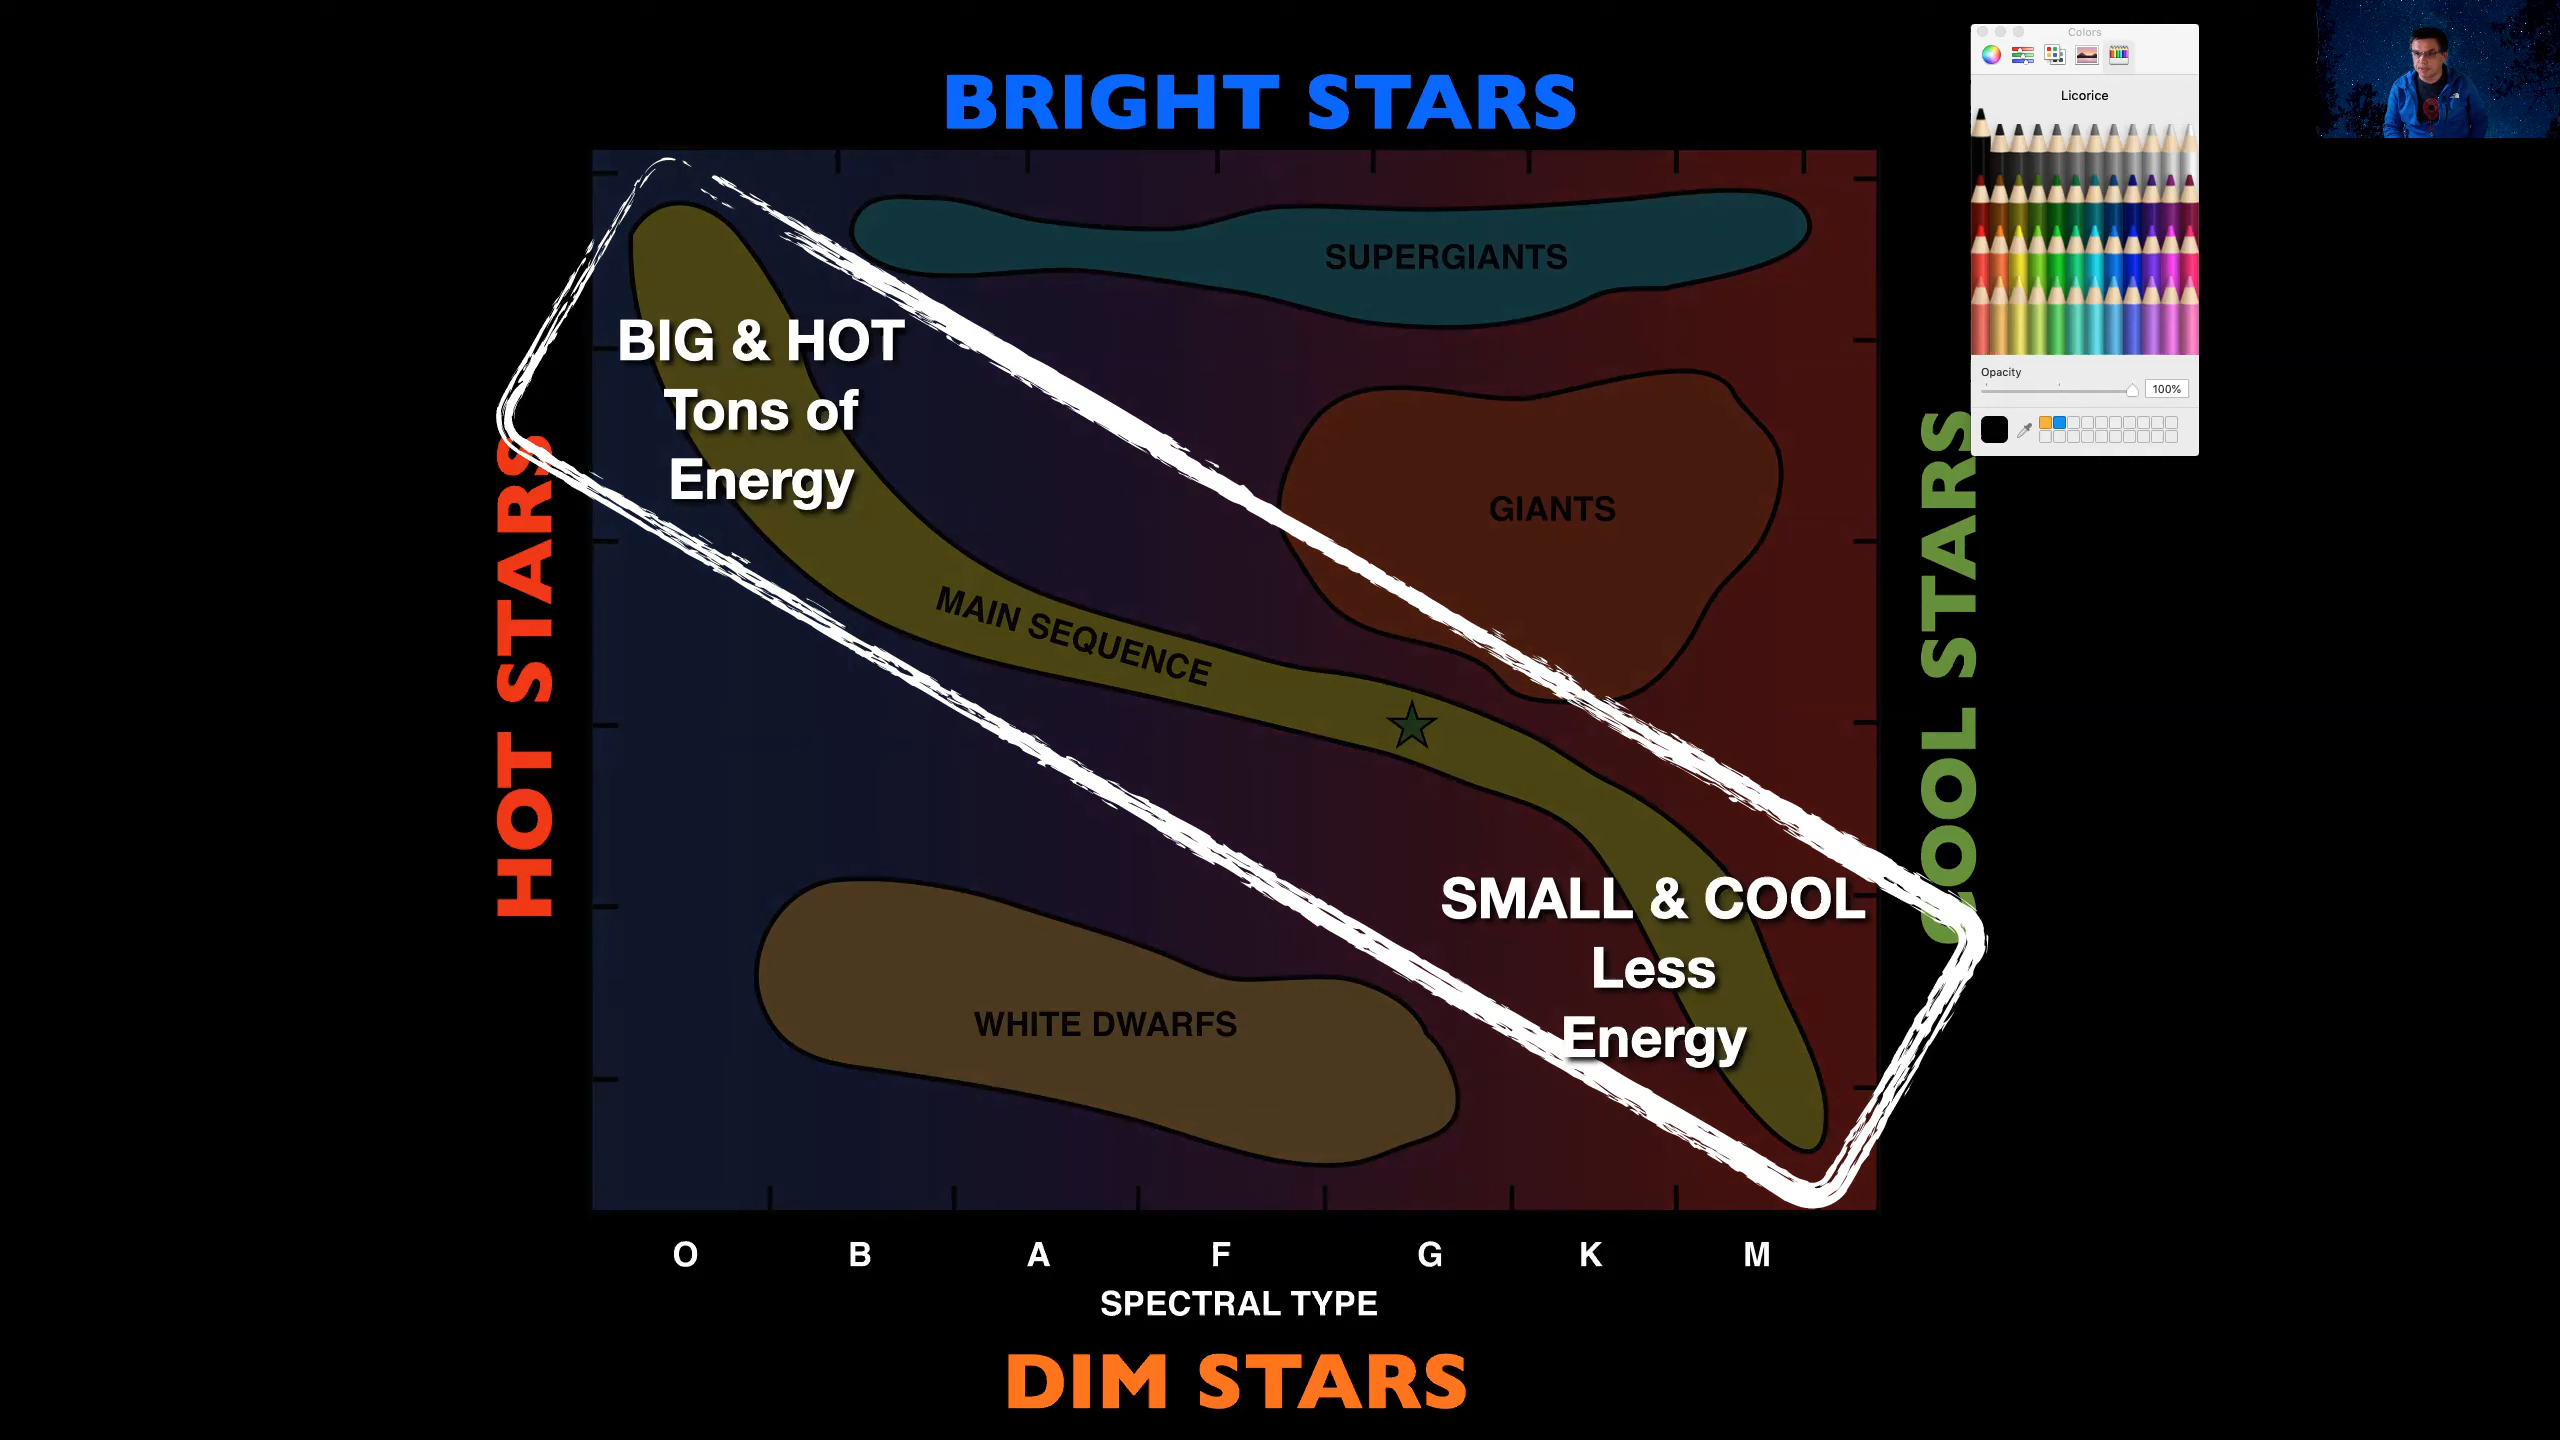 BRIGHT STARS
Colors
Licorice
Opacity
100%
SUPERGIANTS
BIG & HOT
Tons of
Energy
GIANTS
HOT STARS
COOL STARS
MAIN SEQUENCE
SMALL & COOL
Less
Energy
WHITE DWARFS
O B A F G K M
SPECTRAL TYPE
DIM STARS